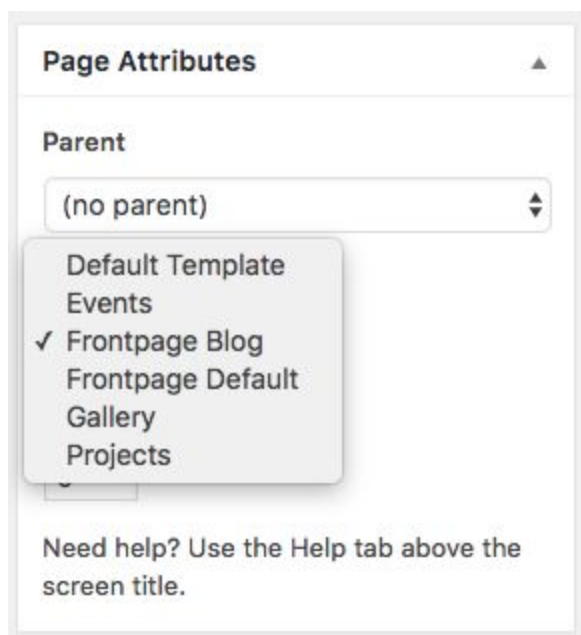 Page Attributes
Parent
(no parent)
Default Template
Events
✓ Frontpage Blog
Frontpage Default
Gallery
Projects
Need help? Use the Help tab above the
screen title.